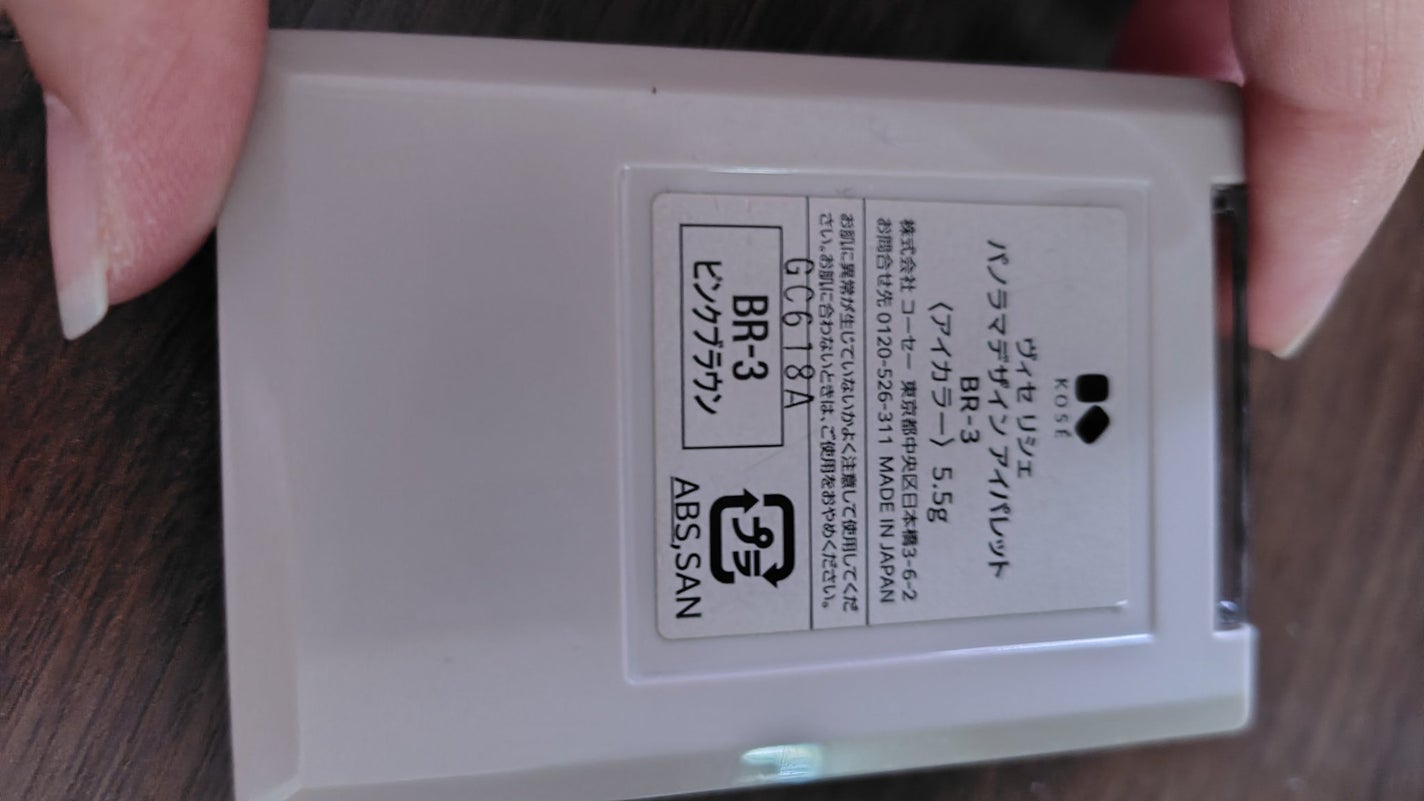 KOSÉ
ヴィセ リシェ
パノラマデザイン アイパレット
BR-3
〈アイカラー〉 5.5g
株式会社 コーセー 東京都中央区日本橋3-6-2
お問合せ先 0120-526-311 MADE IN JAPAN
お肌に異常が生じていないかよく注意して使用してくだ
さい。お肌に合わないときは、ご使用をおやめください。
GC618A
BR-3
ピンクブラウン
プラ
ABS,SAN